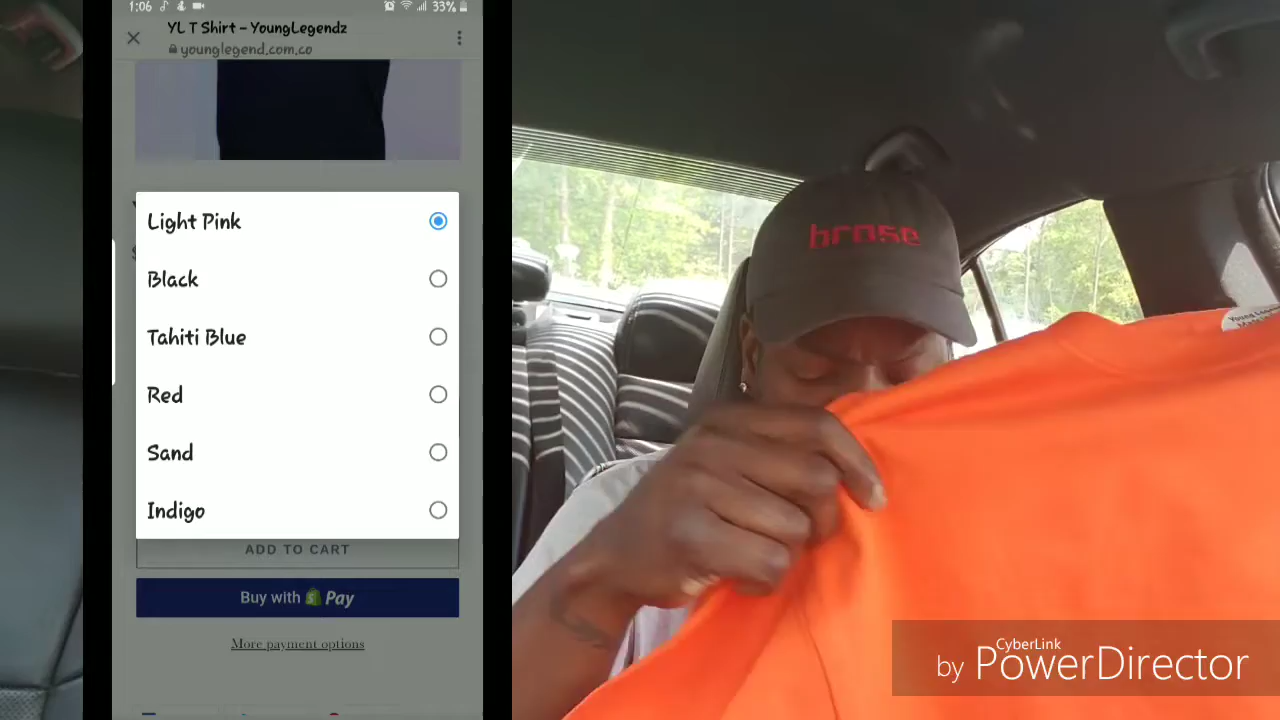 1:06
33%
YL T Shirt – YoungLegendz
younglegend.com.co
Light Pink
Black
Tahiti Blue
Red
Sand
Indigo
ADD TO CART
Buy with Pay
More payment options
brose
CyberLink
by PowerDirector